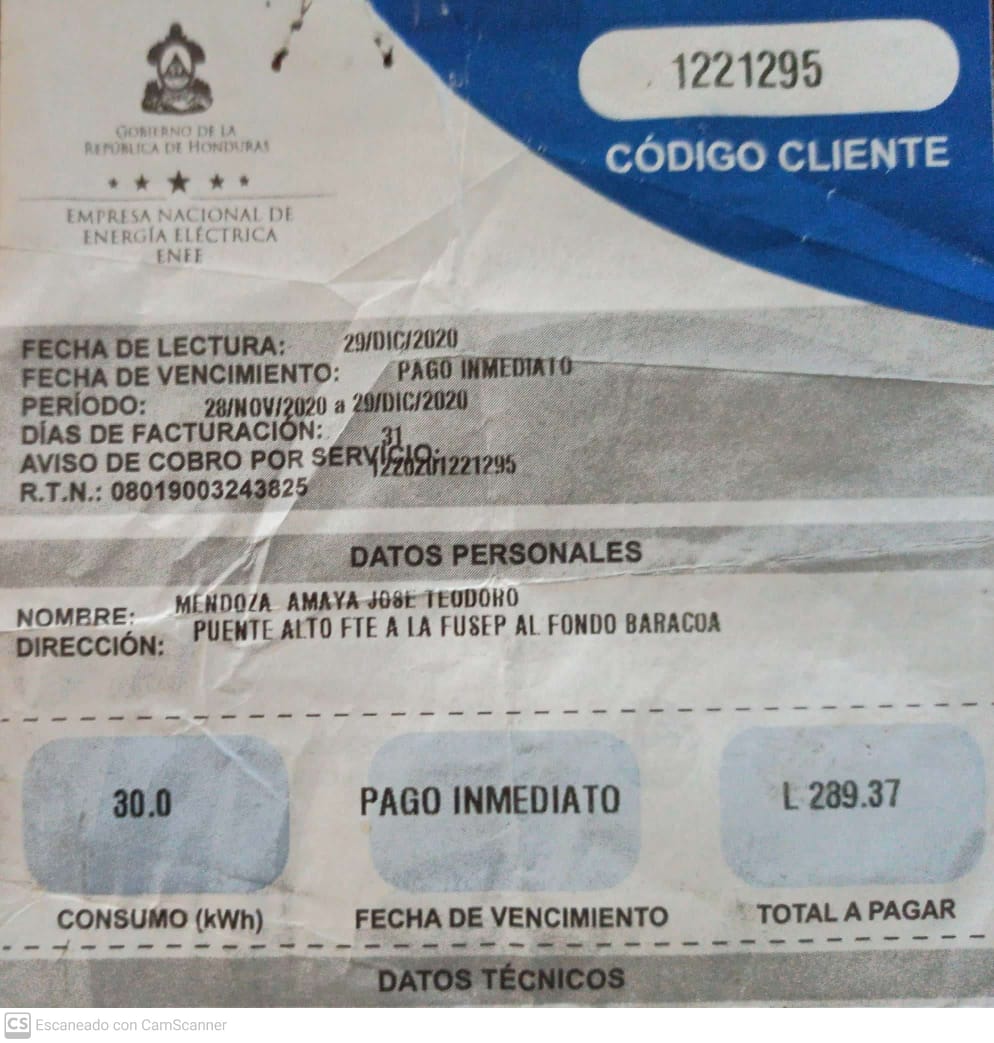 1221295
CÓDIGO CLIENTE
GOBIERNO DE LA
REPÚBLICA DE HONDURAS
EMPRESA NACIONAL DE
ENERGÍA ELÉCTRICA
ENEE
FECHA DE LECTURA: 29/DIC/2020
FECHA DE VENCIMIENTO: PAGO INMEDIATO
PERÍODO: 28/NOV/2020 a 29/DIC/2020
DÍAS DE FACTURACIÓN: 31
AVISO DE COBRO POR SERVICIO: 1220201221295
R.T.N.: 08019003243825
DATOS PERSONALES
NOMBRE: MENDOZA AMAYA JOSE TEODORO
DIRECCIÓN: PUENTE ALTO FTE A LA FUSEP AL FONDO BARACOA
30.0 PAGO INMEDIATO L 289.37
CONSUMO (kWh) FECHA DE VENCIMIENTO TOTAL A PAGAR
DATOS TÉCNICOS
CS Escaneado con CamScanner